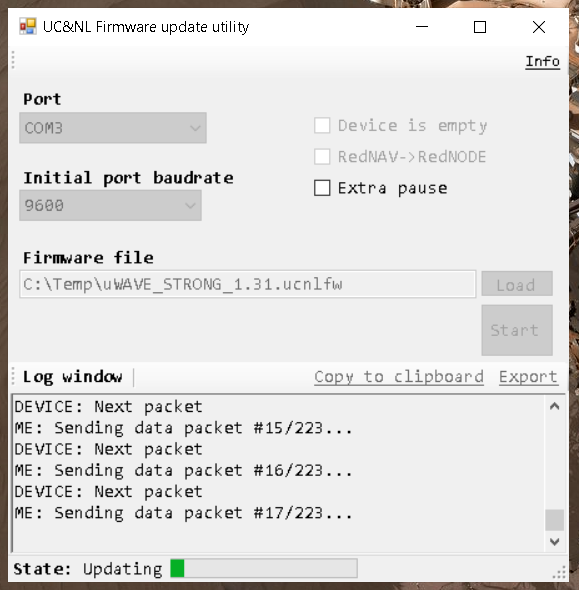 UC&NL Firmware update utility
Info
Port
COM3
Device is empty
RedNAV->RedNODE
Initial port baudrate
Extra pause
9600
Firmware file
C:\Temp\uWAVE_STRONG_1.31.ucnlfw
Load
Start
Log window
Copy to clipboard
Export
DEVICE: Next packet
ME: Sending data packet #15/223...
DEVICE: Next packet
ME: Sending data packet #16/223...
DEVICE: Next packet
ME: Sending data packet #17/223...
State: Updating